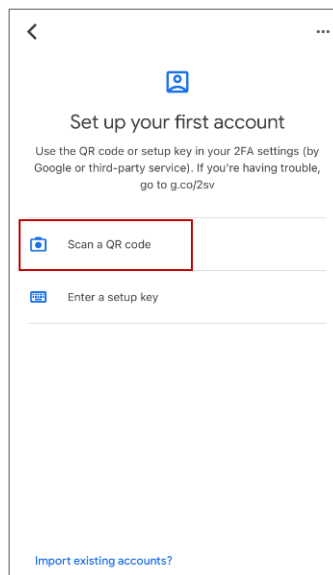 Set up your first account
Use the QR code or setup key in your 2FA settings (by
Google or third-party service). If you're having trouble,
go to g.co/2sv
Scan a QR code
Enter a setup key
Import existing accounts?